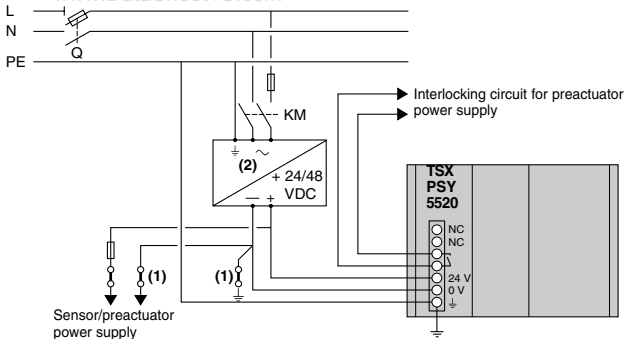 L
N
Q
PE
Interlocking circuit for preactuator
power supply
KM
(2)
+ 24/48
VDC
— +
TSX
PSY
5520
NC
NC
24 V
0 V
(1)
(1)
Sensor/preactuator
power supply